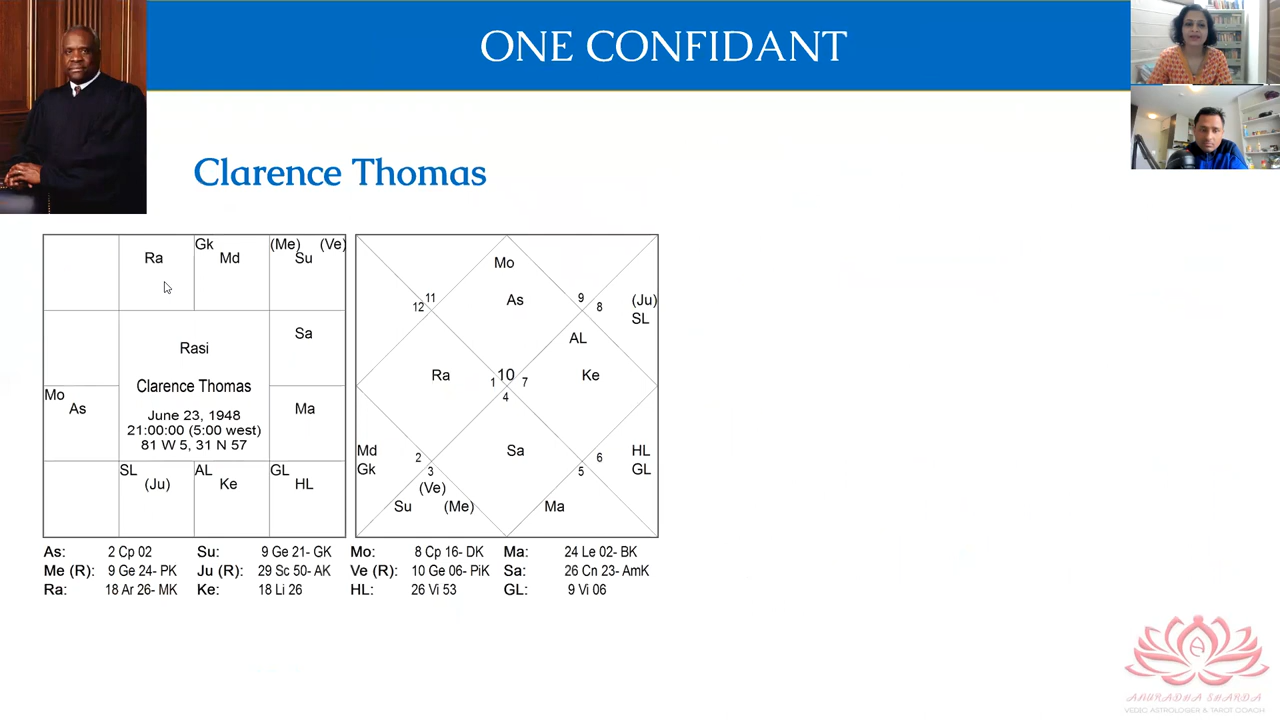 ONE CONFIDANT
Clarence Thomas
Ra
Gk
Md
(Me) (Ve)
Su
Sa
Mo
As
Rasi
Clarence Thomas
June 23, 1948
21:00:00 (5:00 west)
81 W 5, 31 N 57
Ma
SL
(Ju)
AL
Ke
GL
HL
Mo
As
11
12
9
8
(Ju)
SL
AL
Ra
1 10 7
4
Ke
Md
Gk
2
3
(Ve)
Su (Me)
Sa
6
5
HL
GL
Ma
As: 2 Cp 02 Su: 9 Ge 21- GK Mo: 8 Cp 16- DK Ma: 24 Le 02- BK
Me (R): 9 Ge 24- PK Ju (R): 29 Sc 50- AK Ve (R): 10 Ge 06- PiK Sa: 26 Cn 23- AmK
Ra: 18 Ar 26- MK Ke: 18 Li 26 HL: 26 Vi 53 GL: 9 Vi 06
A
ANURADHA SHARDA
VEDIC ASTROLOGER & TAROT COACH